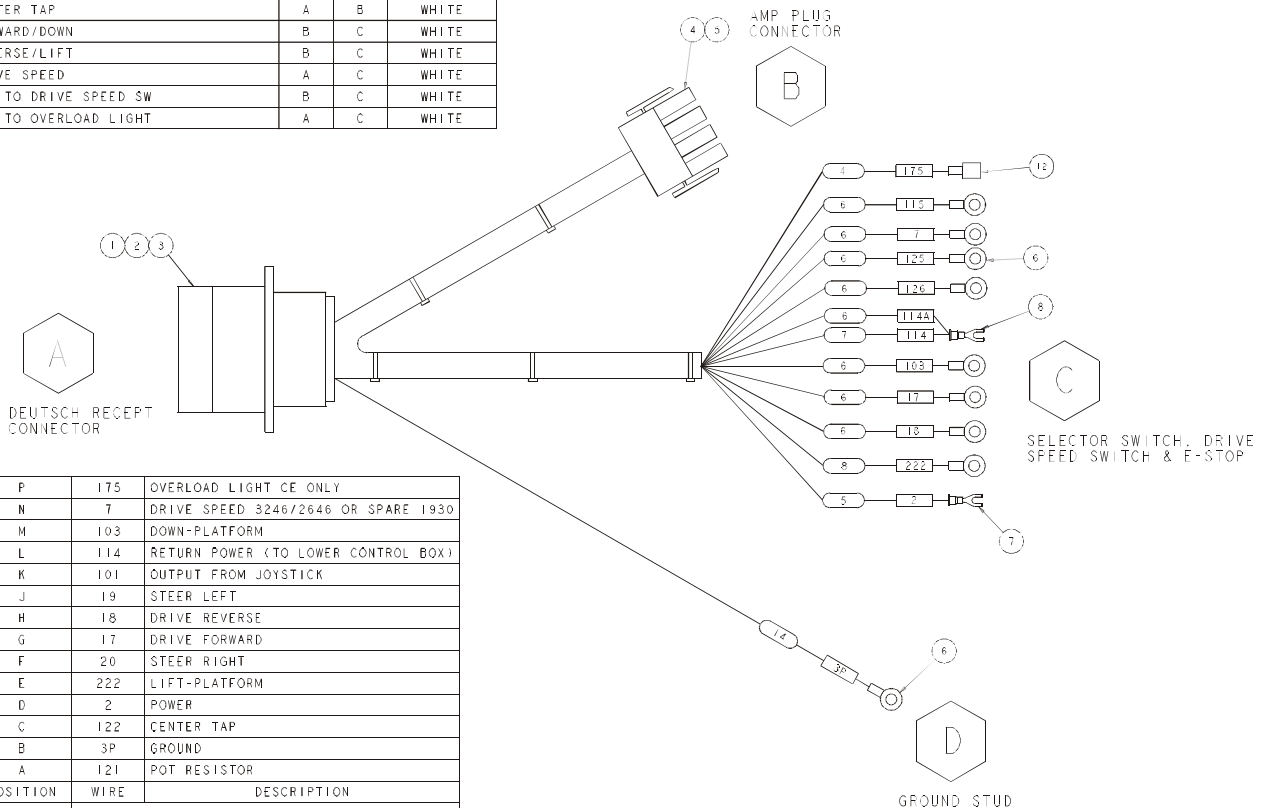 TER TAP A B WHITE
WARD/DOWN B C WHITE
ERSE/LIFT B C WHITE
VE SPEED A C WHITE
TO DRIVE SPEED SW B C WHITE
TO OVERLOAD LIGHT A C WHITE
4 5
AMP PLUG
CONNECTOR
B
4 175 12
6 115
6 7
6 125 6
6 126
6 114A 8
7 114
6 103
6 17
6 18
8 222
5 2 7
C
SELECTOR SWITCH, DRIVE
SPEED SWITCH & E-STOP
1 2 3
A
DEUTSCH RECEPT
CONNECTOR
P 175 OVERLOAD LIGHT CE ONLY
N 7 DRIVE SPEED 3246/2646 OR SPARE 1930
M 103 DOWN-PLATFORM
L 114 RETURN POWER (TO LOWER CONTROL BOX)
K 101 OUTPUT FROM JOYSTICK
J 19 STEER LEFT
H 18 DRIVE REVERSE
G 17 DRIVE FORWARD
F 20 STEER RIGHT
E 222 LIFT-PLATFORM
D 2 POWER
C 122 CENTER TAP
B 3P GROUND
A 121 POT RESISTOR
OSITION WIRE DESCRIPTION
14 3P 6
D
GROUND STUD